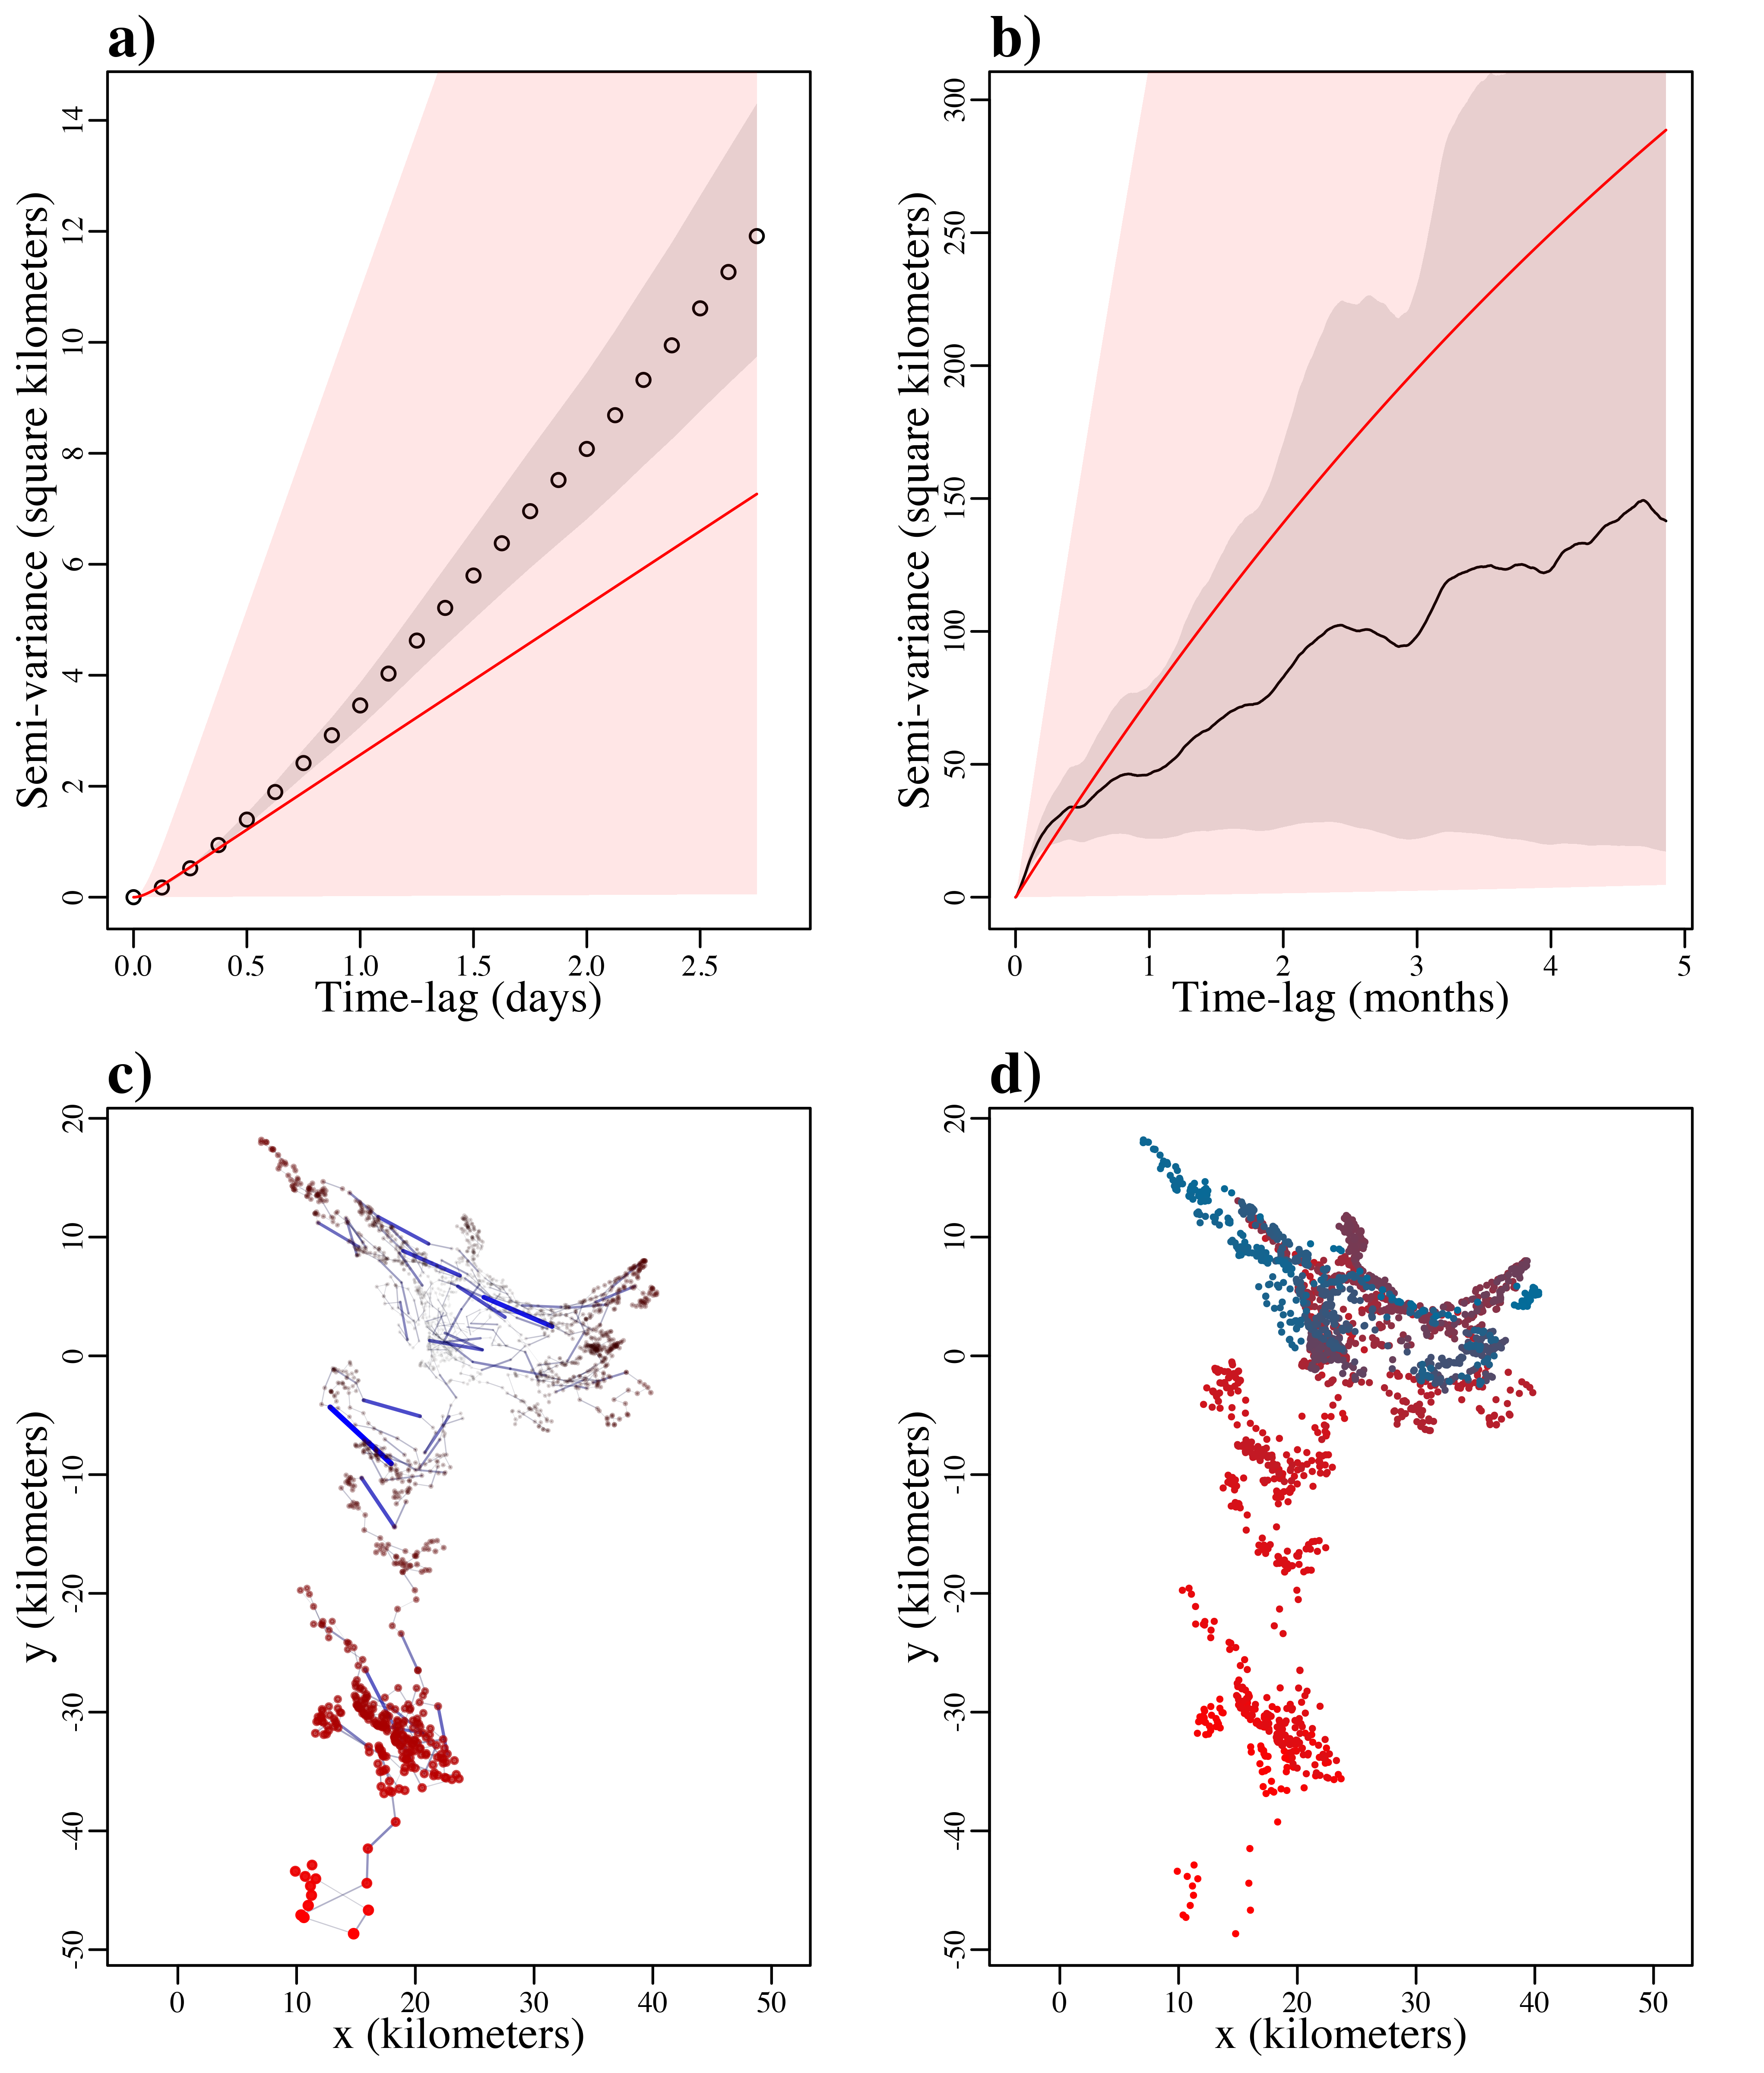 a)
Semi-variance (square kilometers)
0 2 4 6 8 10 12 14
0.0 0.5 1.0 1.5 2.0 2.5
Time-lag (days)
b)
Semi-variance (square kilometers)
0 50 100 150 200 250 300
0 1 2 3 4 5
Time-lag (months)
c)
y (kilometers)
-50 -40 -30 -20 -10 0 10 20
0 10 20 30 40 50
x (kilometers)
d)
y (kilometers)
-50 -40 -30 -20 -10 0 10 20
0 10 20 30 40 50
x (kilometers)